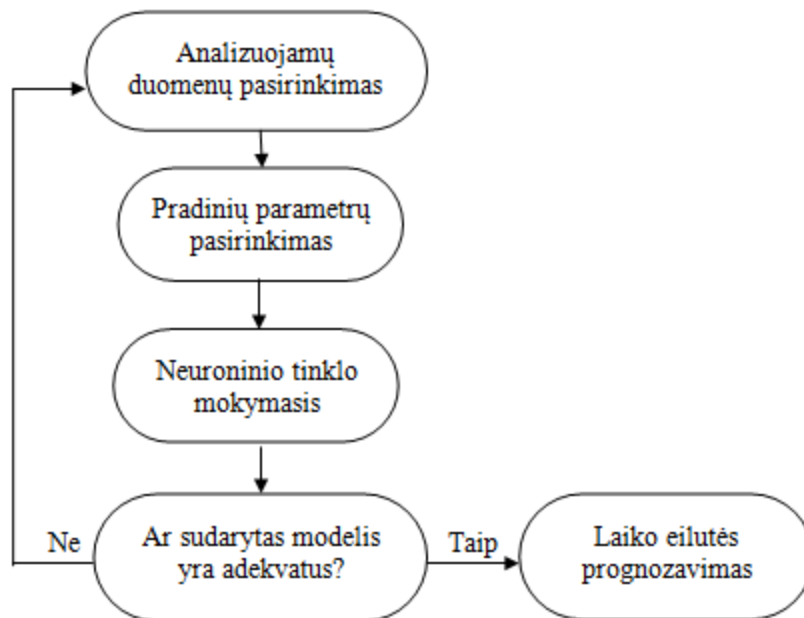 Analizuojamų
duomenų pasirinkimas
Pradinių parametrų
pasirinkimas
Neuroninio tinklo
mokymasis
Ne
Ar sudarytas modelis
yra adekvatus?
Taip
Laiko eilutės
prognozavimas